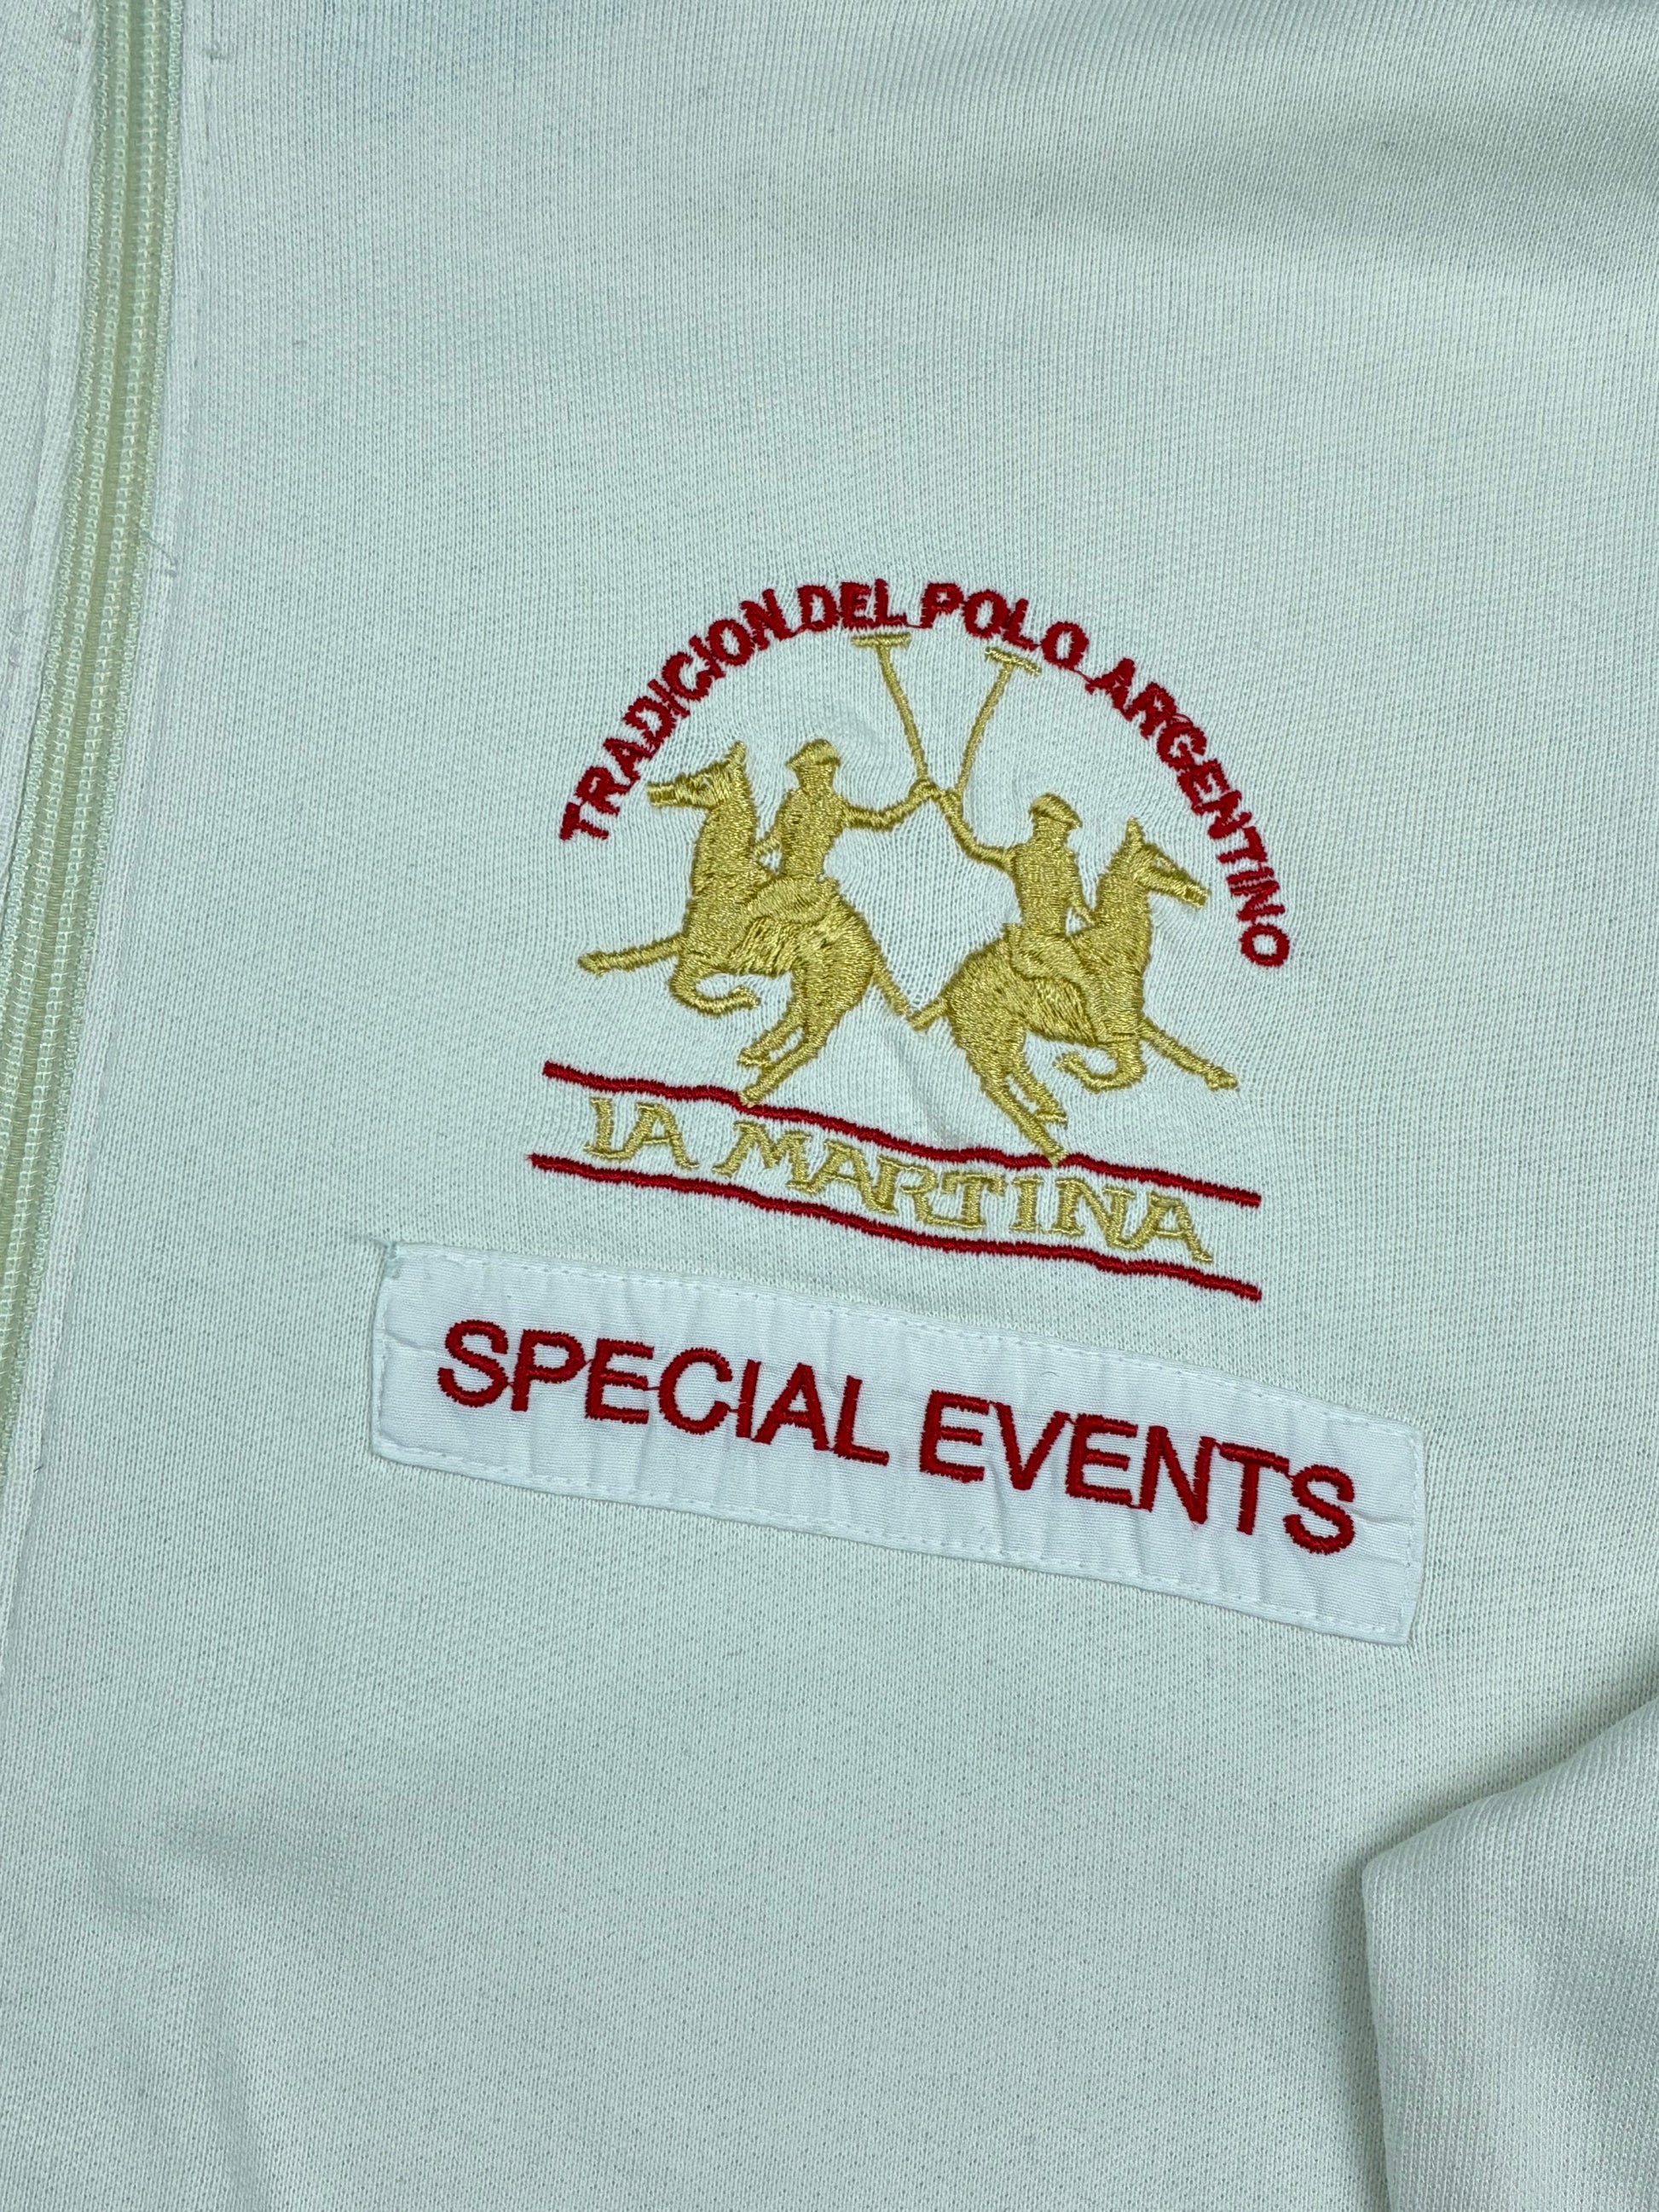 TRADICION DEL POLO ARGENTINO
LA MARTINA
SPECIAL EVENTS